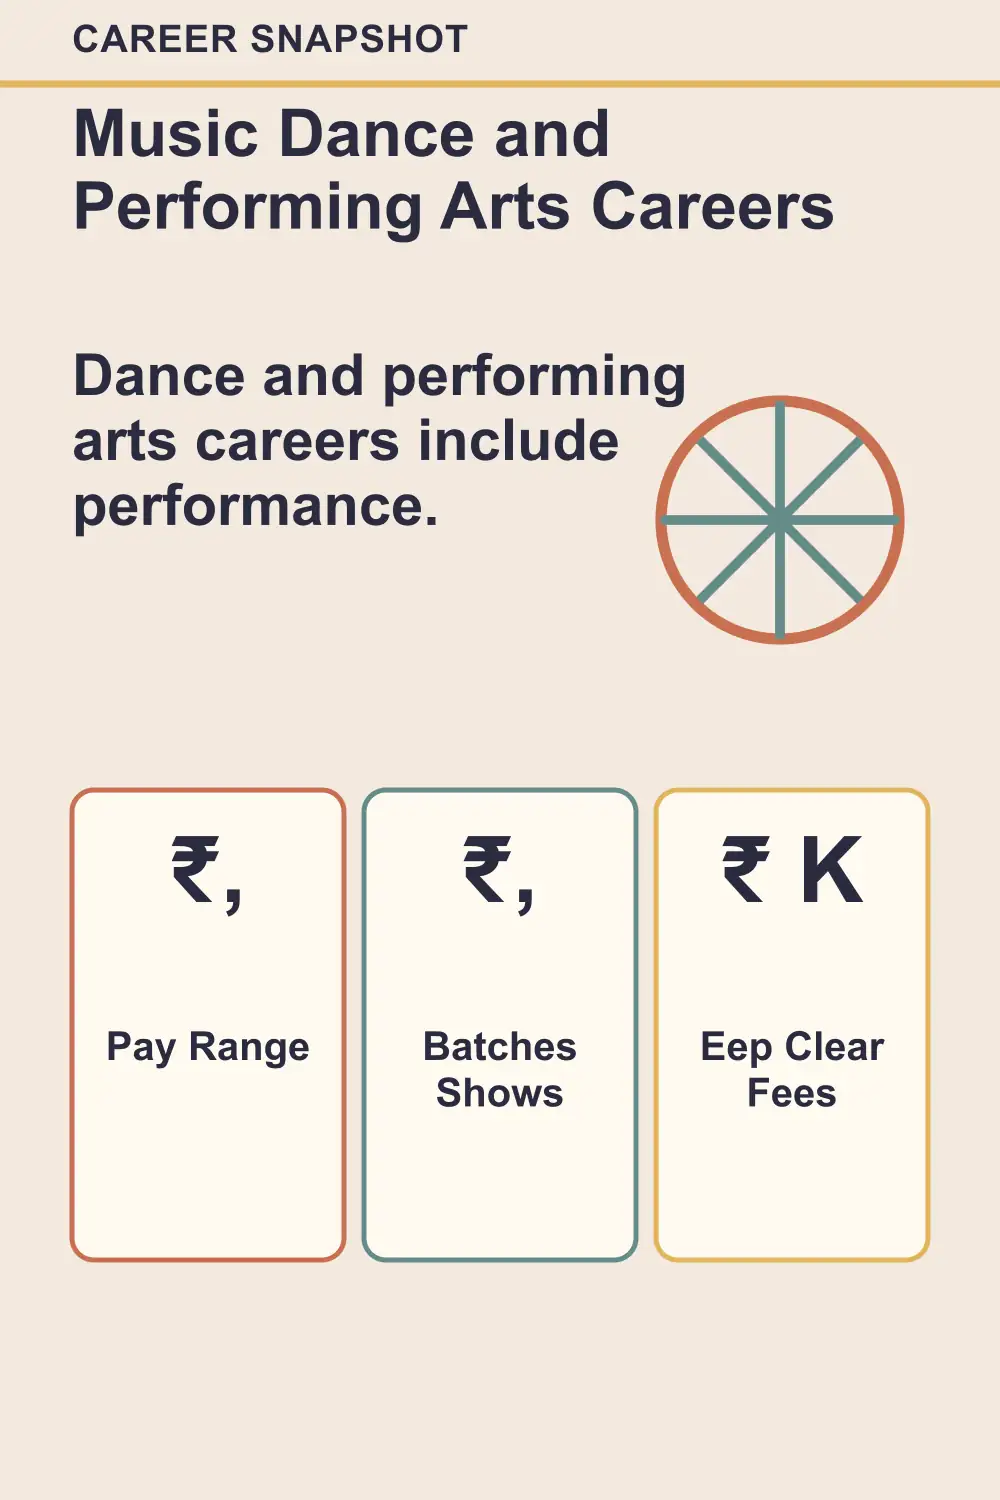 CAREER SNAPSHOT
Music Dance and
Performing Arts Careers
Dance and performing
arts careers include
performance.
₹,
Pay Range
₹,
Batches
Shows
₹ K
Eep Clear
Fees